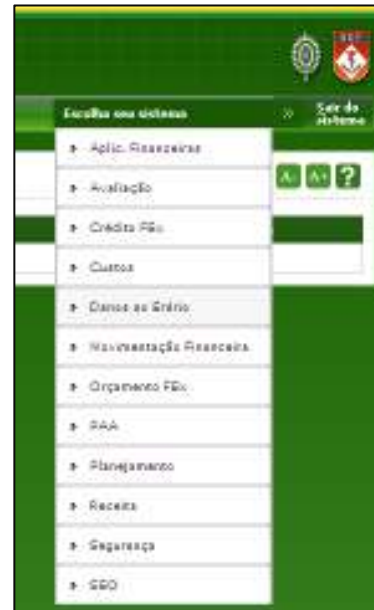 Escolha seu sistema
»
Sair do
sistema
Aplic. Financeiras
A- A+ ?
Avaliação
Crédito FEx
Custos
Danos ao Erário
Movimentação Financeira
Orçamento FEx
PAA
Planejamento
Receita
Segurança